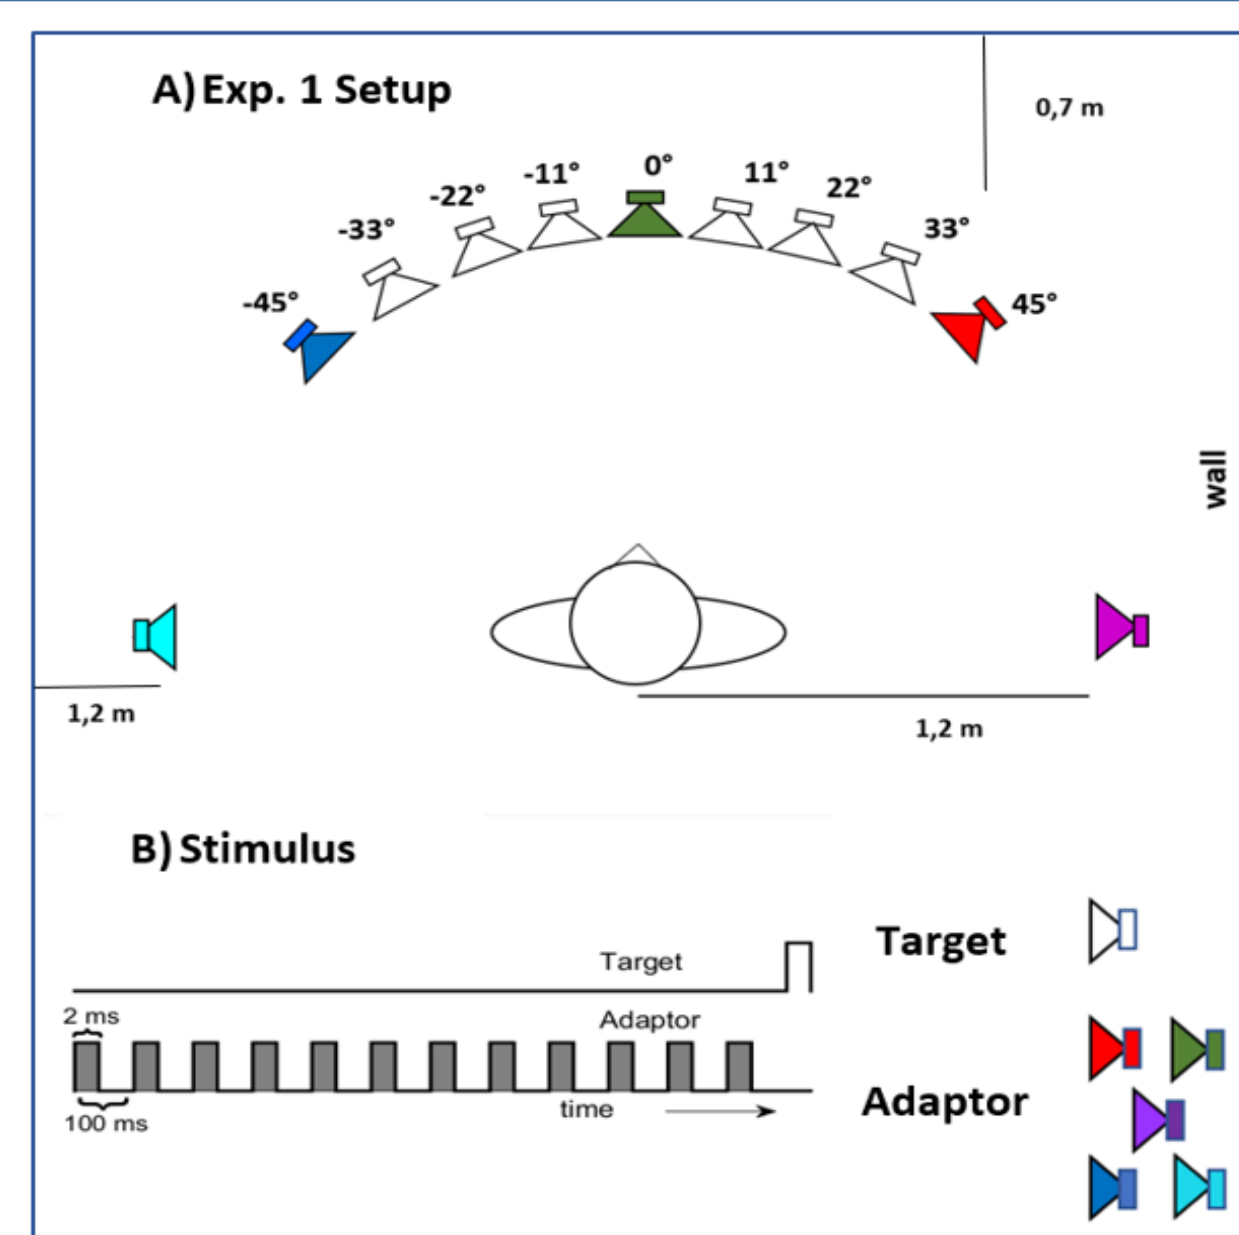 A) Exp. 1 Setup
0,7 m
0°
-11°
11°
-22°
22°
-33°
33°
-45°
45°
wall
1,2 m
1,2 m
B) Stimulus
Target
Target
2 ms
Adaptor
Adaptor
time
100 ms